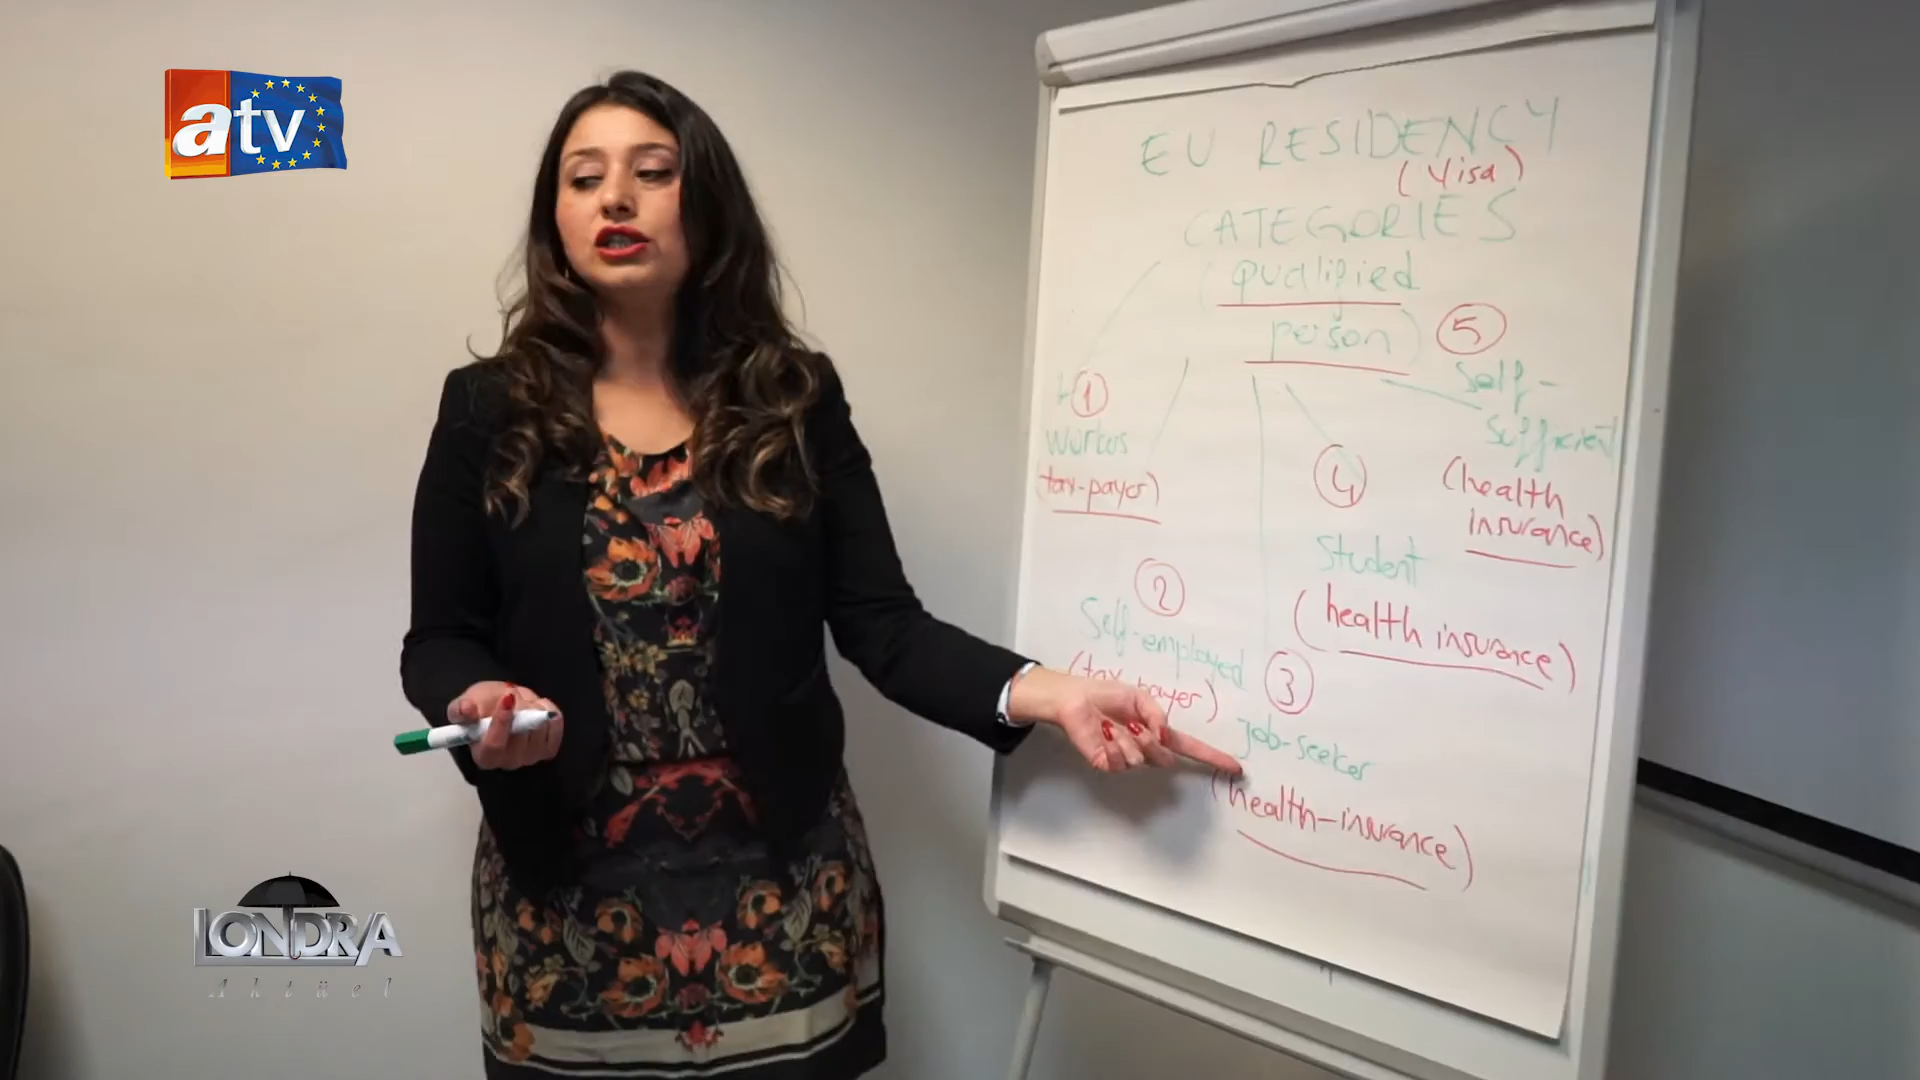 atv
EU RESIDENCY
(Visa)
CATEGORIES
(qualified
person)
5
Self-
Sufficient
(health
insurance)
1
Workers
(tax-payer)
4
Student
(health insurance)
2
Self-employed
(tax-payer)
3
Job-seeker
(health-insurance)
LONDRA
Aktüel